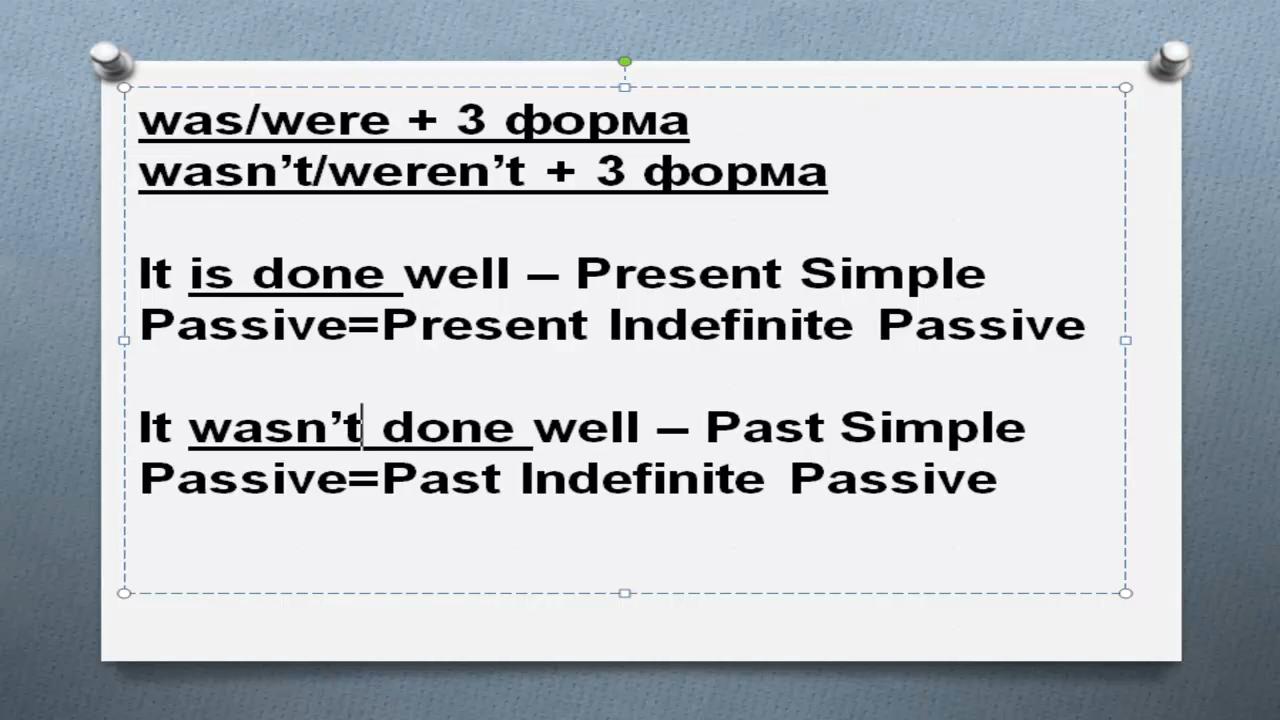 was/were + 3 форма
wasn’t/weren’t + 3 форма
It is done well – Present Simple
Passive=Present Indefinite Passive
It wasn’t done well – Past Simple
Passive=Past Indefinite Passive